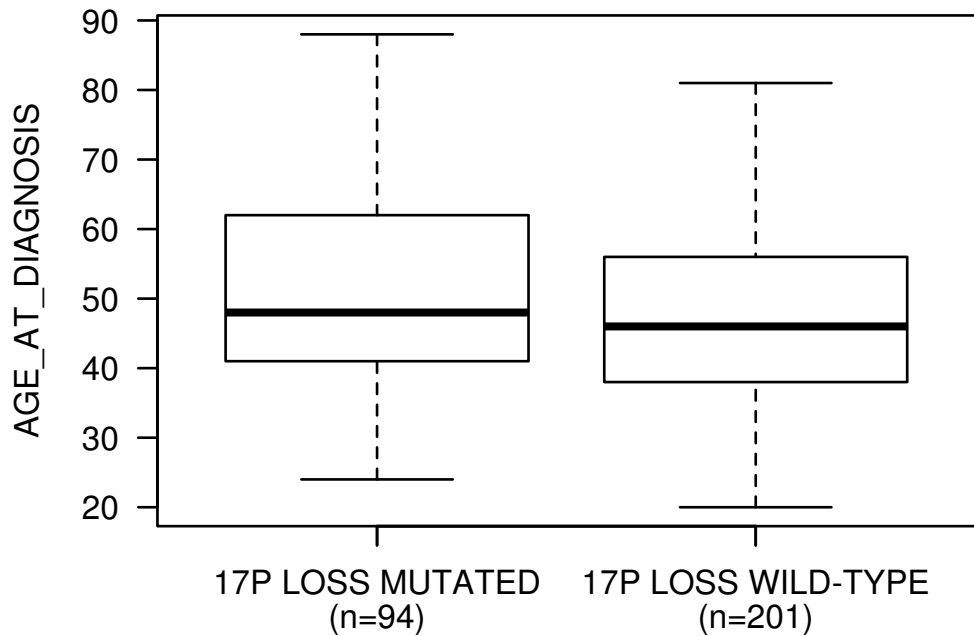 AGE_AT_DIAGNOSIS
90
80
70
60
50
40
30
20
17P LOSS MUTATED
(n=94)
17P LOSS WILD-TYPE
(n=201)